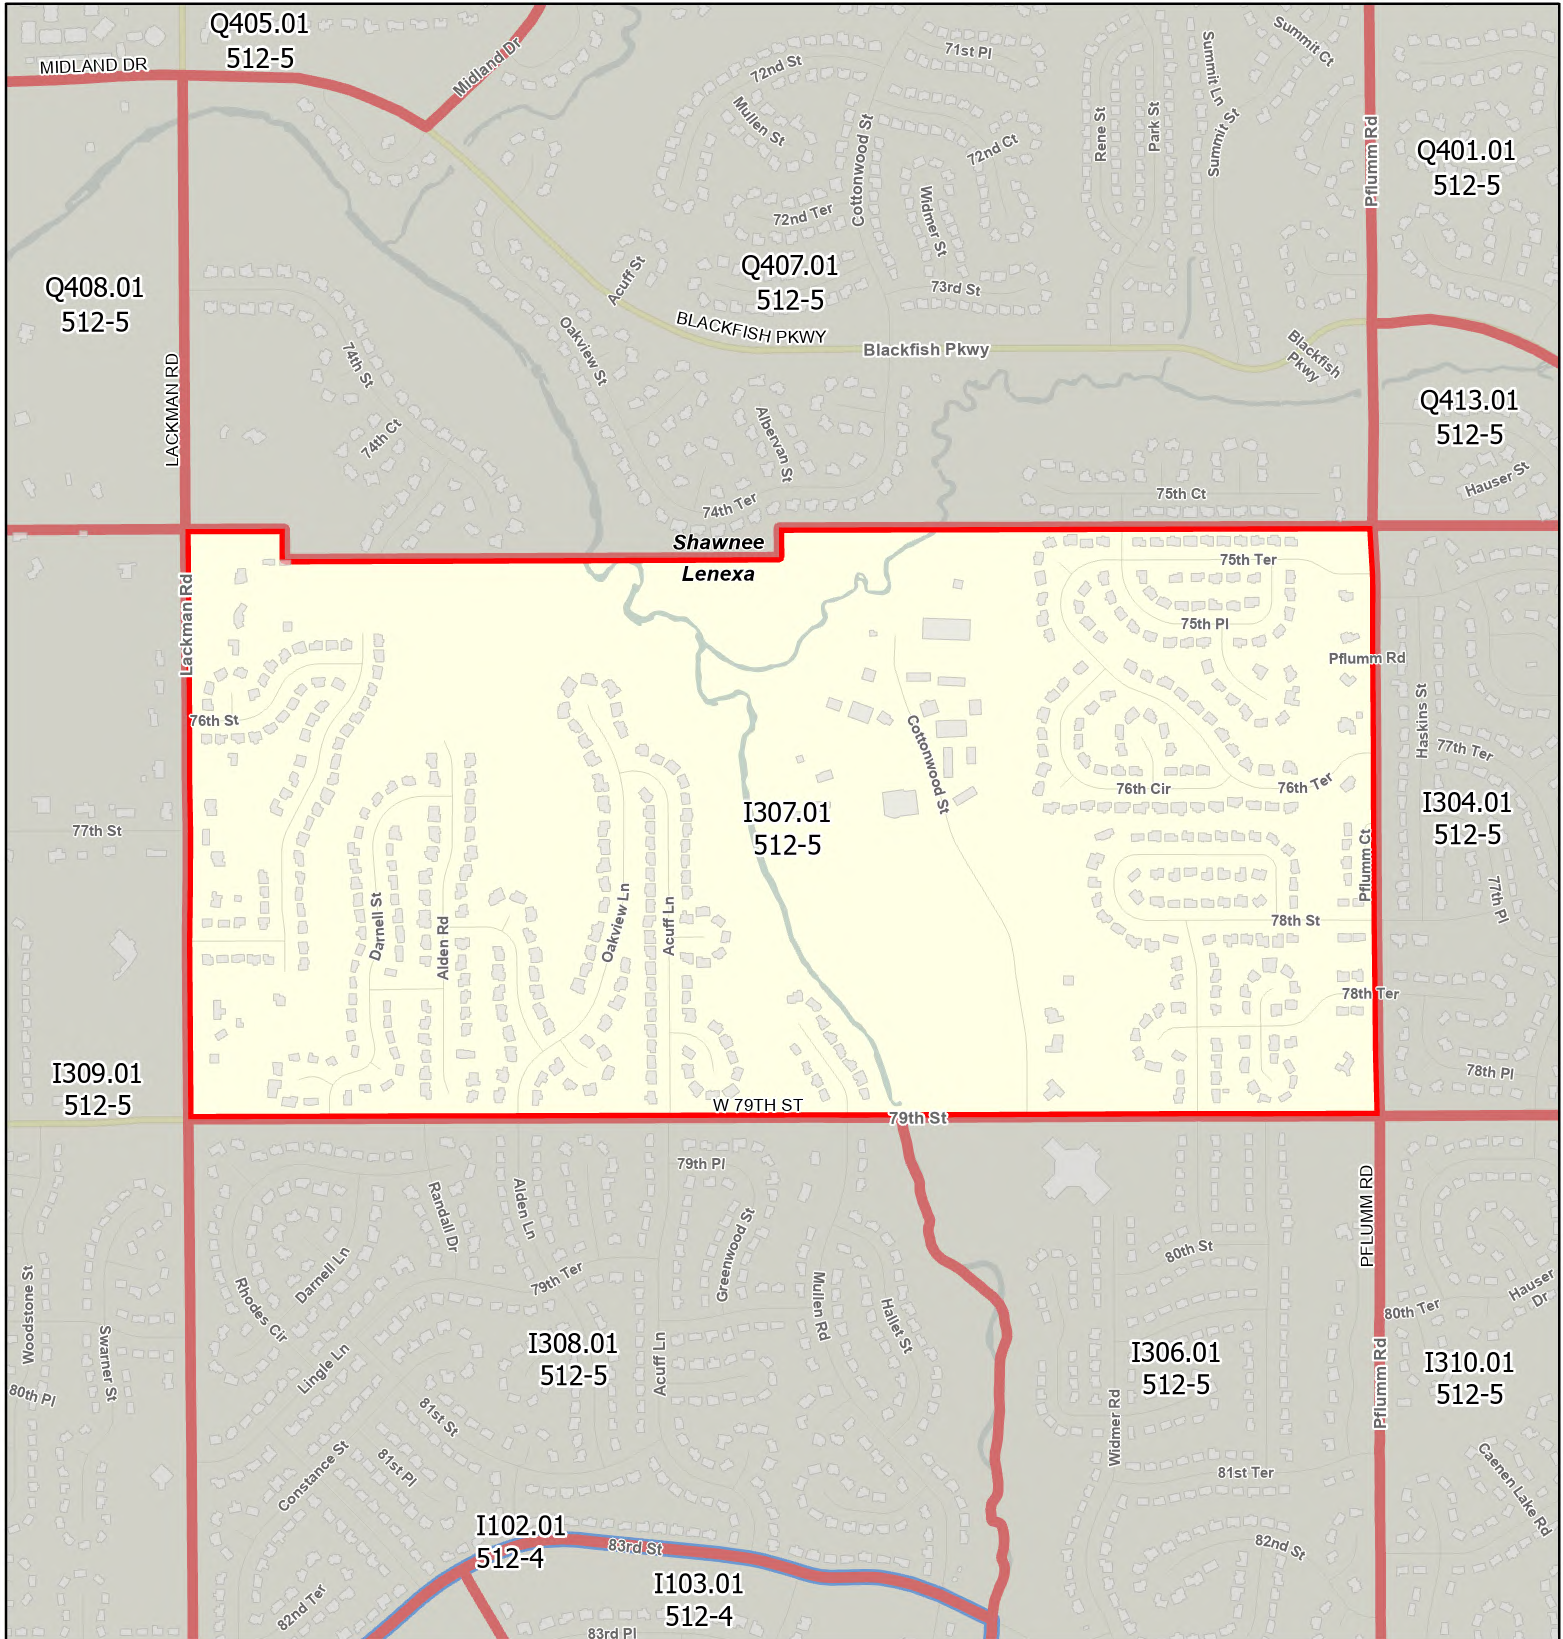 Q405.01
512-5
MIDLAND DR
Midland Dr
71st Pl
72nd St
Mullen St
Cottonwood St
72nd Ct
Rene St
Park St
Summit Ln
Summit St
Summit Ct
Pflumm Rd
Q401.01
512-5
72nd Ter
Widmer St
Acuff St
Q407.01
512-5
73rd St
Q408.01
512-5
BLACKFISH PKWY
Blackfish Pkwy
Blackfish
Pkwy
Oakview St
74th St
LACKMAN RD
74th Ct
Albervan St
74th Ter
75th Ct
Q413.01
512-5
Hauser St
Shawnee
Lenexa
Lackman Rd
75th Ter
75th Pl
Pflumm Rd
76th St
Cottonwood St
Haskins St
77th Ter
76th Cir
76th Ter
I307.01
512-5
I304.01
512-5
77th St
Pflumm Ct
77th Pl
Darnell St
Alden Rd
Oakview Ln
Acuff Ln
78th St
78th Ter
I309.01
512-5
78th Pl
W 79TH ST
79th St
79th Pl
Randall Dr
Alden Ln
Greenwood St
PFLUMM RD
80th St
Darnell Ln
79th Ter
Rhodes Cir
Mullen Rd
Hallet St
Woodstone St
Swarner St
80th Ter
Hauser
Dr
I308.01
512-5
Acuff Ln
I306.01
512-5
I310.01
512-5
Pflumm Rd
Lingle Ln
80th Pl
81st St
Widmer Rd
81st Pl
Constance St
81st Ter
Caenen Lake Rd
I102.01
512-4
83rd St
82nd St
I103.01
512-4
82nd Ter
83rd Pl